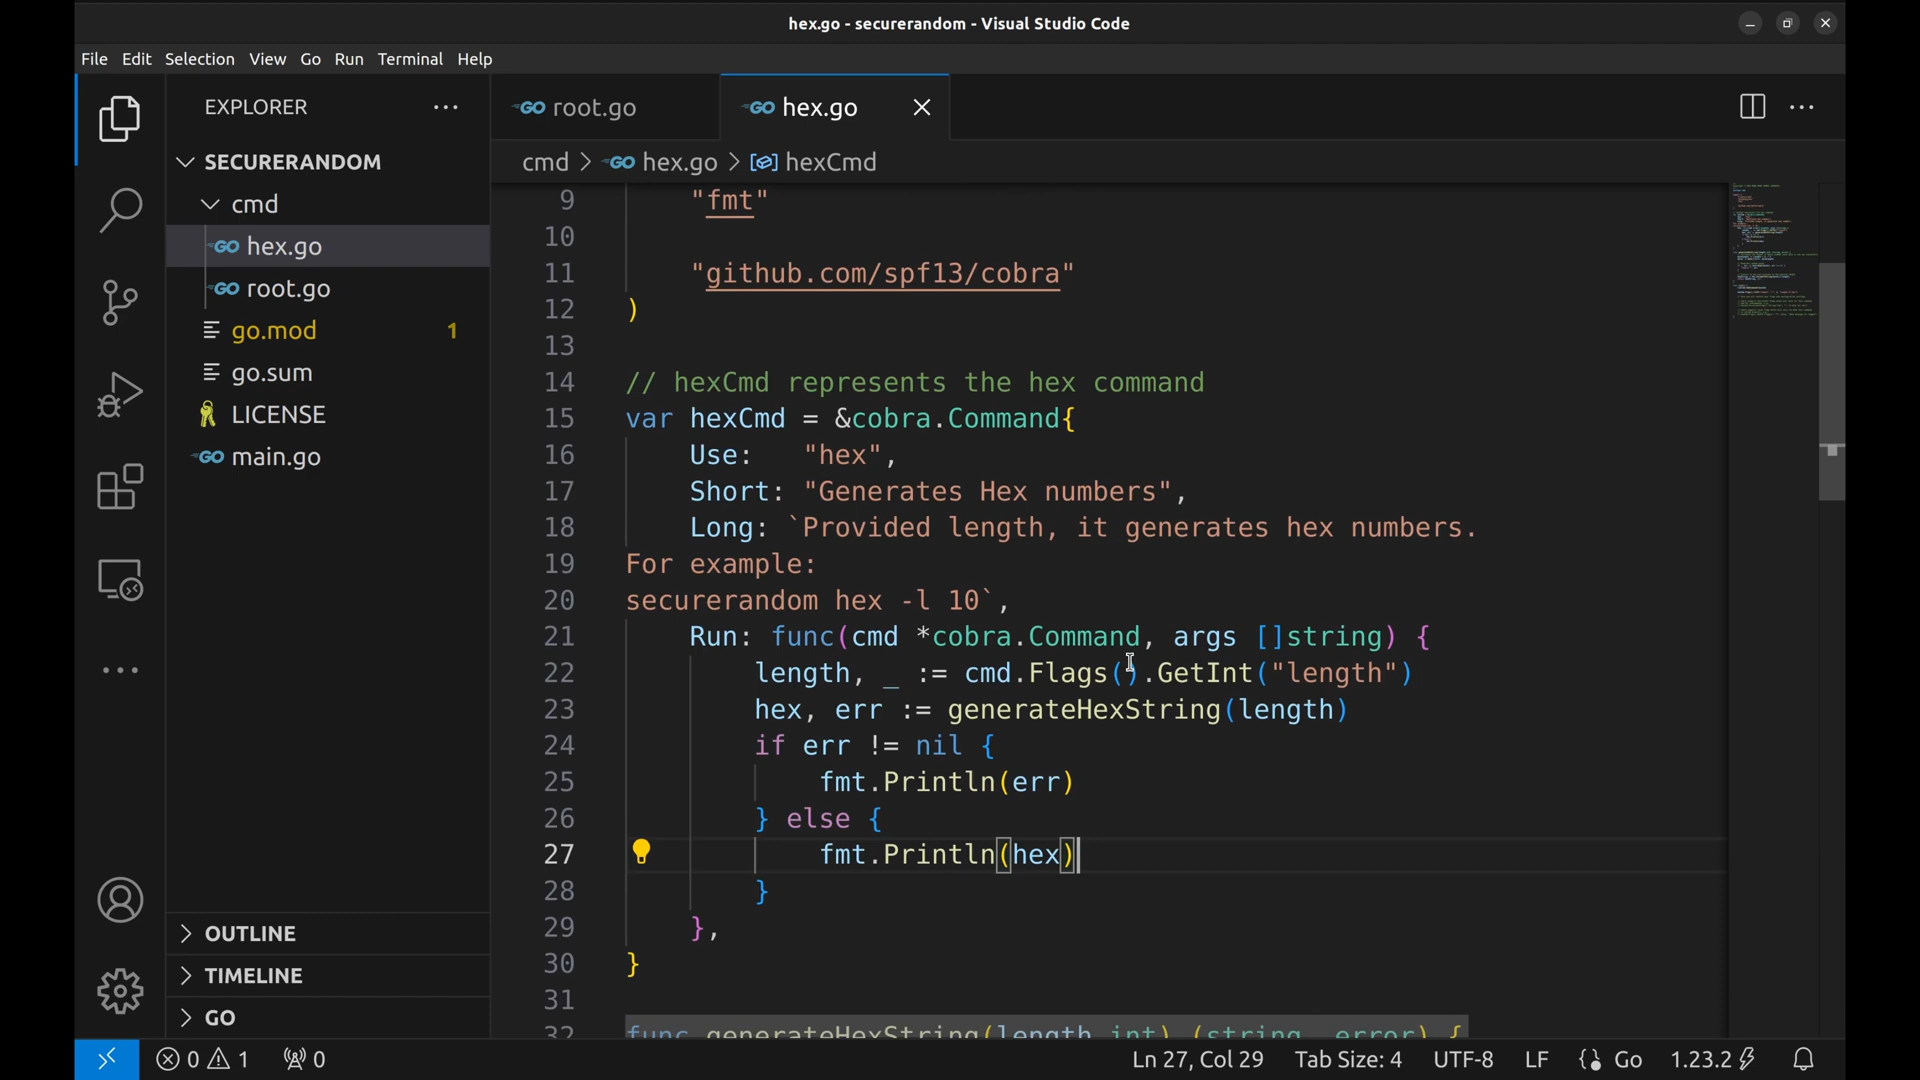 hex.go - securerandom - Visual Studio Code
File Edit Selection View Go Run Terminal Help
EXPLORER
SECURERANDOM
cmd
hex.go
root.go
go.mod 1
go.sum
LICENSE
main.go
OUTLINE
TIMELINE
GO
root.go hex.go
cmd > hex.go > hexCmd
9 "fmt"
10
11 "github.com/spf13/cobra"
12 )
13
14 // hexCmd represents the hex command
15 var hexCmd = &cobra.Command{
16 Use:   "hex",
17 Short: "Generates Hex numbers",
18 Long: `Provided length, it generates hex numbers.
19 For example:
20 securerandom hex -l 10`,
21 Run: func(cmd *cobra.Command, args []string) {
22 length, _ := cmd.Flags().GetInt("length")
23 hex, err := generateHexString(length)
24 if err != nil {
25 fmt.Println(err)
26 } else {
27 fmt.Println(hex)
28 }
29 },
30 }
31
32 func generateHexString(length int) (string, error) {
0 1 0 Ln 27, Col 29 Tab Size: 4 UTF-8 LF {} Go 1.23.2